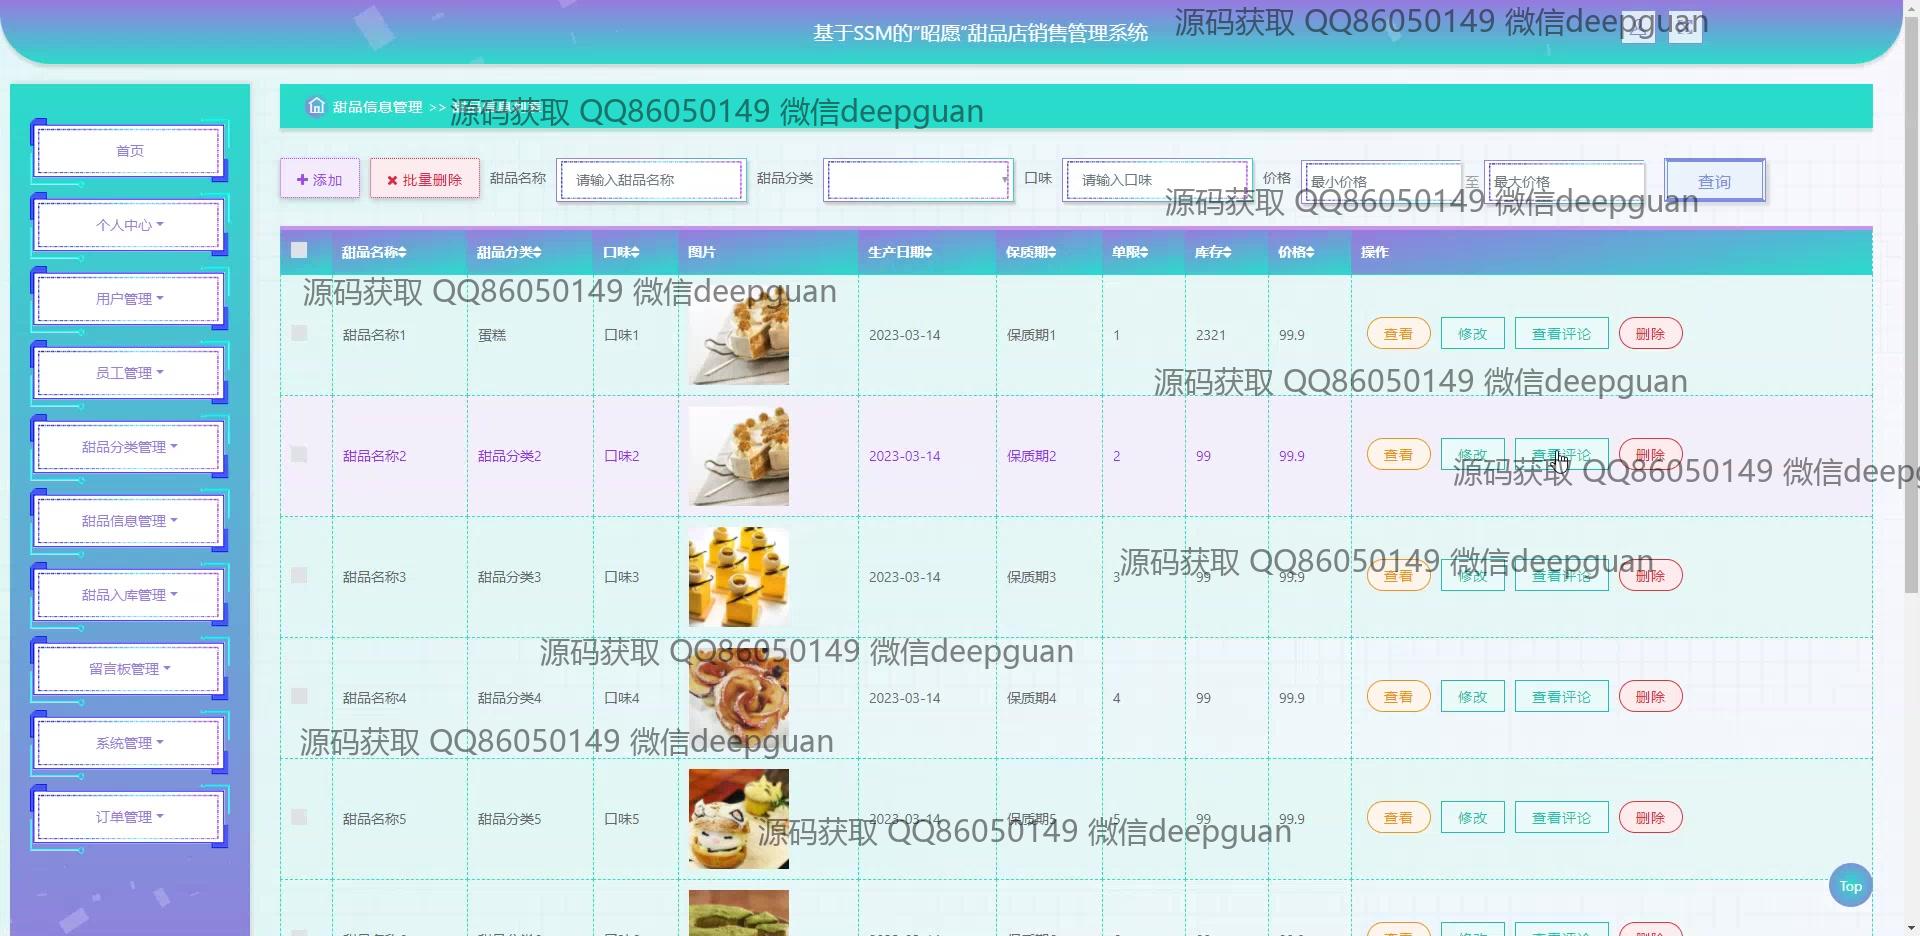 基于SSM的“昭愿”甜品店销售管理系统
源码获取 QQ86050149 微信deepguan
甜品信息管理 >>
源码获取 QQ86050149 微信deepguan
首页
个人中心
用户管理
员工管理
甜品分类管理
甜品信息管理
甜品入库管理
留言板管理
系统管理
订单管理
添加 批量删除 甜品名称 请输入甜品名称 甜品分类 口味 请输入口味 价格 最小价格 至 最大价格 查询
源码获取 QQ86050149 微信deepguan
甜品名称 甜品分类 口味 图片 生产日期 保质期 单限 库存 价格 操作
源码获取 QQ86050149 微信deepguan
甜品名称1 蛋糕 口味1 2023-03-14 保质期1 1 2321 99.9 查看 修改 查看评论 删除
源码获取 QQ86050149 微信deepguan
甜品名称2 甜品分类2 口味2 2023-03-14 保质期2 2 99 99.9 查看 修改 查看评论 删除
源码获取 QQ86050149 微信deepg
源码获取 QQ86050149 微信deepguan
甜品名称3 甜品分类3 口味3 2023-03-14 保质期3 3 99 99.9 查看 修改 查看评论 删除
源码获取 QQ86050149 微信deepguan
甜品名称4 甜品分类4 口味4 2023-03-14 保质期4 4 99 99.9 查看 修改 查看评论 删除
源码获取 QQ86050149 微信deepguan
甜品名称5 甜品分类5 口味5 2023-03-14 保质期5 5 99 99.9 查看 修改 查看评论 删除
源码获取 QQ86050149 微信deepguan
Top